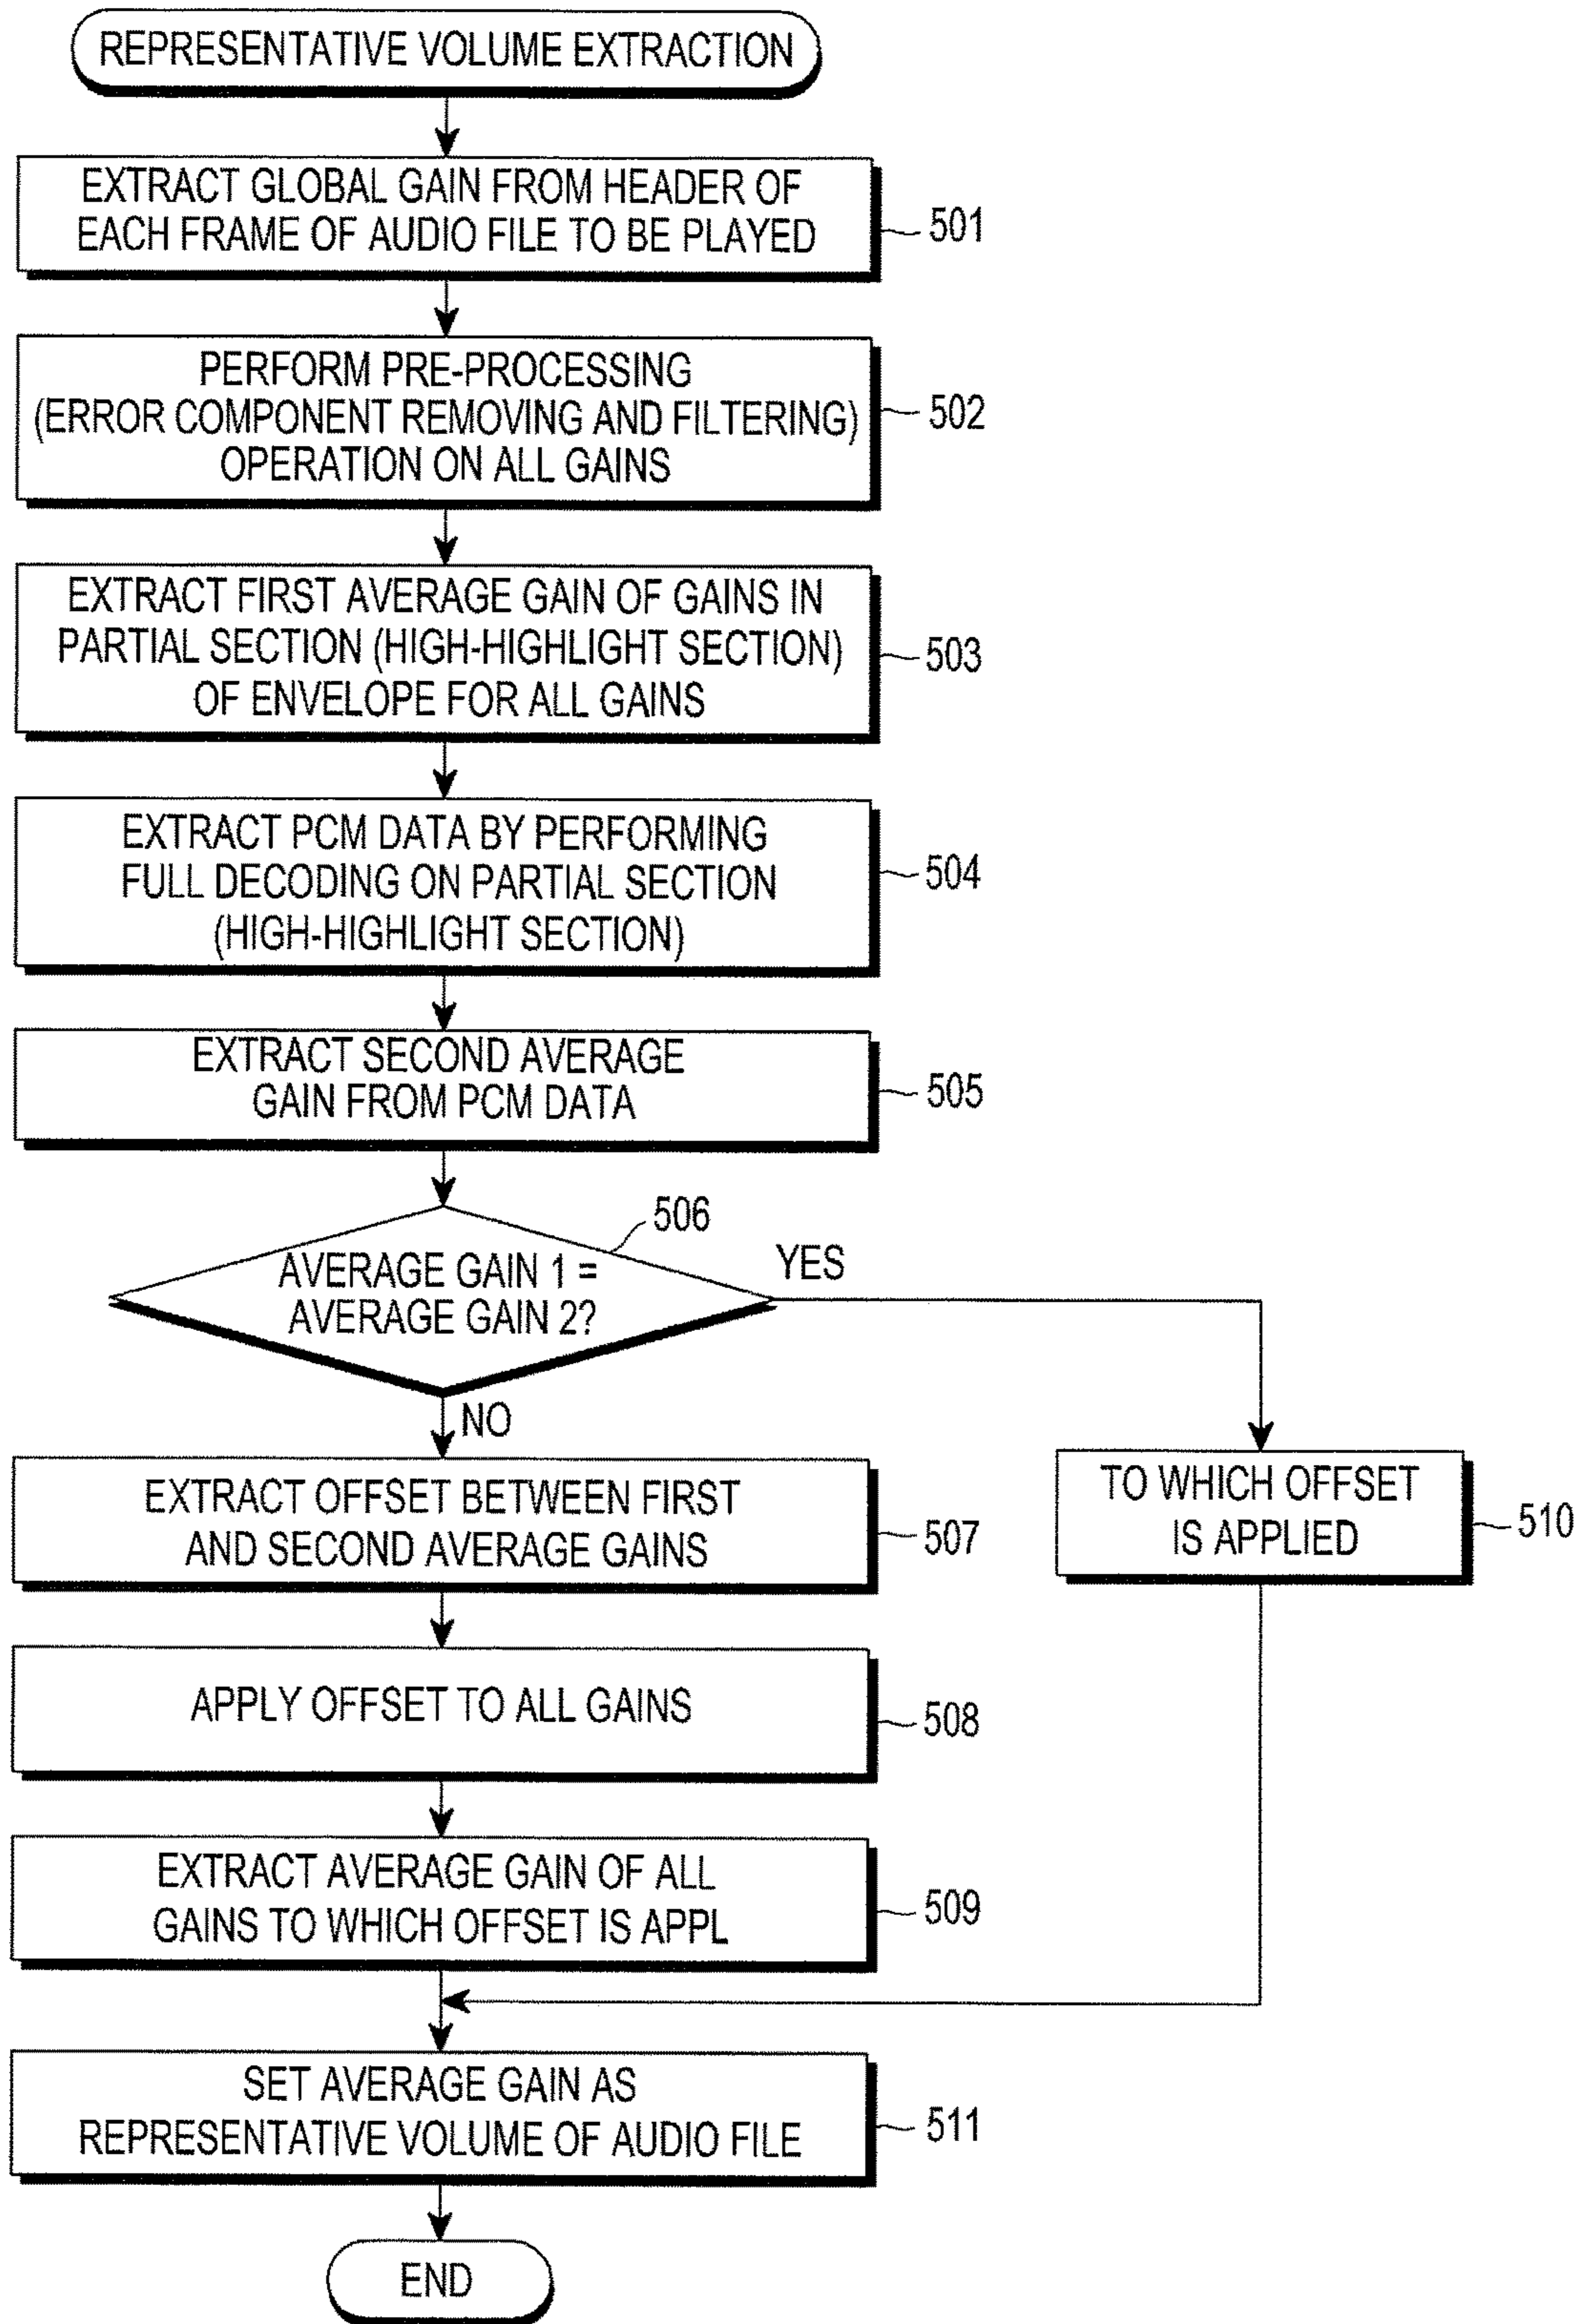 REPRESENTATIVE VOLUME EXTRACTION
EXTRACT GLOBAL GAIN FROM HEADER OF
EACH FRAME OF AUDIO FILE TO BE PLAYED
501
PERFORM PRE-PROCESSING
(ERROR COMPONENT REMOVING AND FILTERING)
OPERATION ON ALL GAINS
502
EXTRACT FIRST AVERAGE GAIN OF GAINS IN
PARTIAL SECTION (HIGH-HIGHLIGHT SECTION)
OF ENVELOPE FOR ALL GAINS
503
EXTRACT PCM DATA BY PERFORMING
FULL DECODING ON PARTIAL SECTION
(HIGH-HIGHLIGHT SECTION)
504
EXTRACT SECOND AVERAGE
GAIN FROM PCM DATA
505
506
AVERAGE GAIN 1 =
AVERAGE GAIN 2?
YES
NO
EXTRACT OFFSET BETWEEN FIRST
AND SECOND AVERAGE GAINS
507
TO WHICH OFFSET
IS APPLIED
510
APPLY OFFSET TO ALL GAINS
508
EXTRACT AVERAGE GAIN OF ALL
GAINS TO WHICH OFFSET IS APPL
509
SET AVERAGE GAIN AS
REPRESENTATIVE VOLUME OF AUDIO FILE
511
END